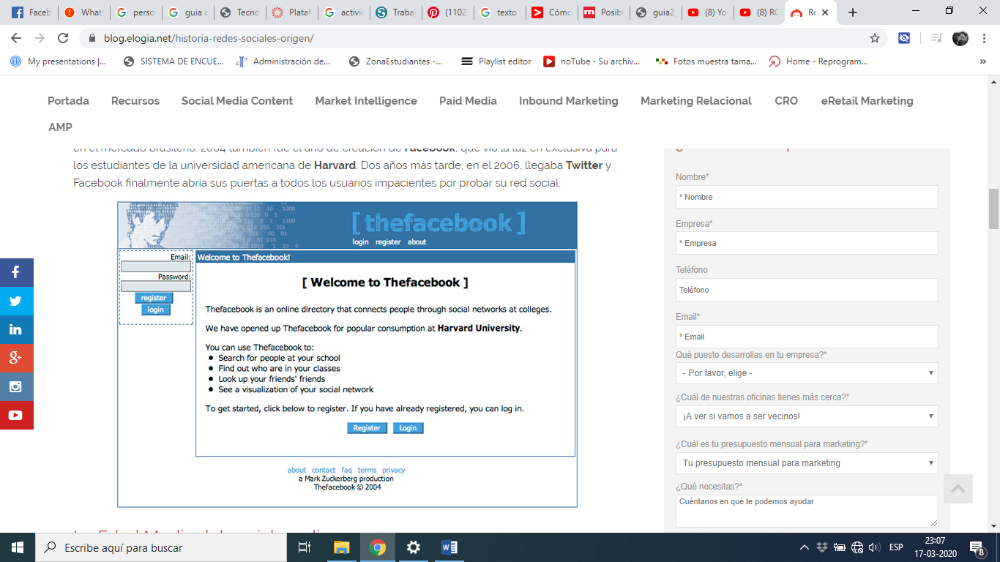 Faceb
What
perso
guia c
Tecno
Plataf
activic
Traba
(1102
texto
Cómo
Posibl
guia2
(8) Yo
(8) RC
Re
blog.elogia.net/historia-redes-sociales-origen/
My presentations |...
SISTEMA DE ENCUE...
Administración de...
ZonaEstudiantes -...
Playlist editor
noTube - Su archiv...
Fotos muestra tama...
Home - Reprogram...
Portada
Recursos
Social Media Content
Market Intelligence
Paid Media
Inbound Marketing
Marketing Relacional
CRO
eRetail Marketing
AMP
en el mercado brasileño. 2004 también fue el año de creación de Facebook, que vio la luz en exclusiva para
los estudiantes de la universidad americana de Harvard. Dos años más tarde, en el 2006, llegaba Twitter y
Facebook finalmente abría sus puertas a todos los usuarios impacientes por probar su red social.
[ thefacebook ]
login register about
Email:
Password:
register
login
Welcome to Thefacebook!
[ Welcome to Thefacebook ]
Thefacebook is an online directory that connects people through social networks at colleges.
We have opened up Thefacebook for popular consumption at Harvard University.
You can use Thefacebook to:
• Search for people at your school
• Find out who are in your classes
• Look up your friends' friends
• See a visualization of your social network
To get started, click below to register. If you have already registered, you can log in.
Register Login
about contact faq terms privacy
a Mark Zuckerberg production
Thefacebook © 2004
Nombre*
* Nombre
Empresa*
* Empresa
Teléfono
Teléfono
Email*
* Email
Qué puesto desarrollas en tu empresa?*
- Por favor, elige -
¿Cuál de nuestras oficinas tienes más cerca?*
¡A ver si vamos a ser vecinos!
¿Cuál es tu presupuesto mensual para marketing?*
Tu presupuesto mensual para marketing
¿Qué necesitas?*
Cuéntanos en qué te podemos ayudar
Escribe aquí para buscar
ESP
23:07
17-03-2020
8